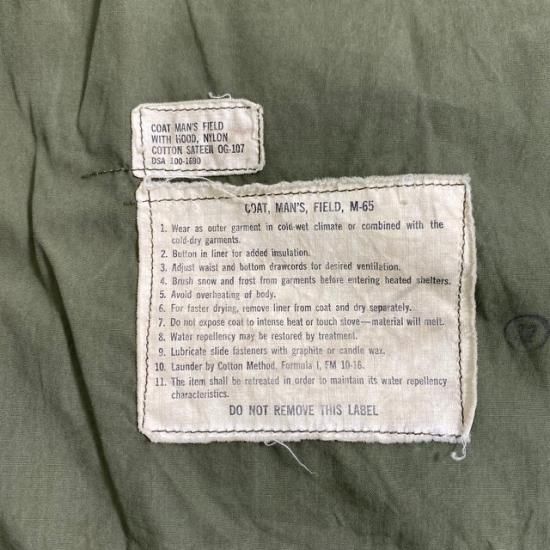 COAT MAN'S FIELD
WITH HOOD, NYLON
COTTON SATEEN OG-107
DSA 100-1690
COAT, MAN'S, FIELD, M-65
1. Wear as outer garment in cold-wet climate or combined with the
cold-dry garments.
2. Button in liner for added insulation.
3. Adjust waist and bottom drawcords for desired ventilation.
4. Brush snow and frost from garments before entering heated shelters.
5. Avoid overheating of body.
6. For faster drying, remove liner from coat and dry separately.
7. Do not expose coat to intense heat or touch stove—material will melt.
8. Water repellency may be restored by treatment.
9. Lubricate slide fasteners with graphite or candle wax.
10. Launder by Cotton Method, Formula I, FM 10-16.
11. The item shall be retreated in order to maintain its water repellency
characteristics.
DO NOT REMOVE THIS LABEL